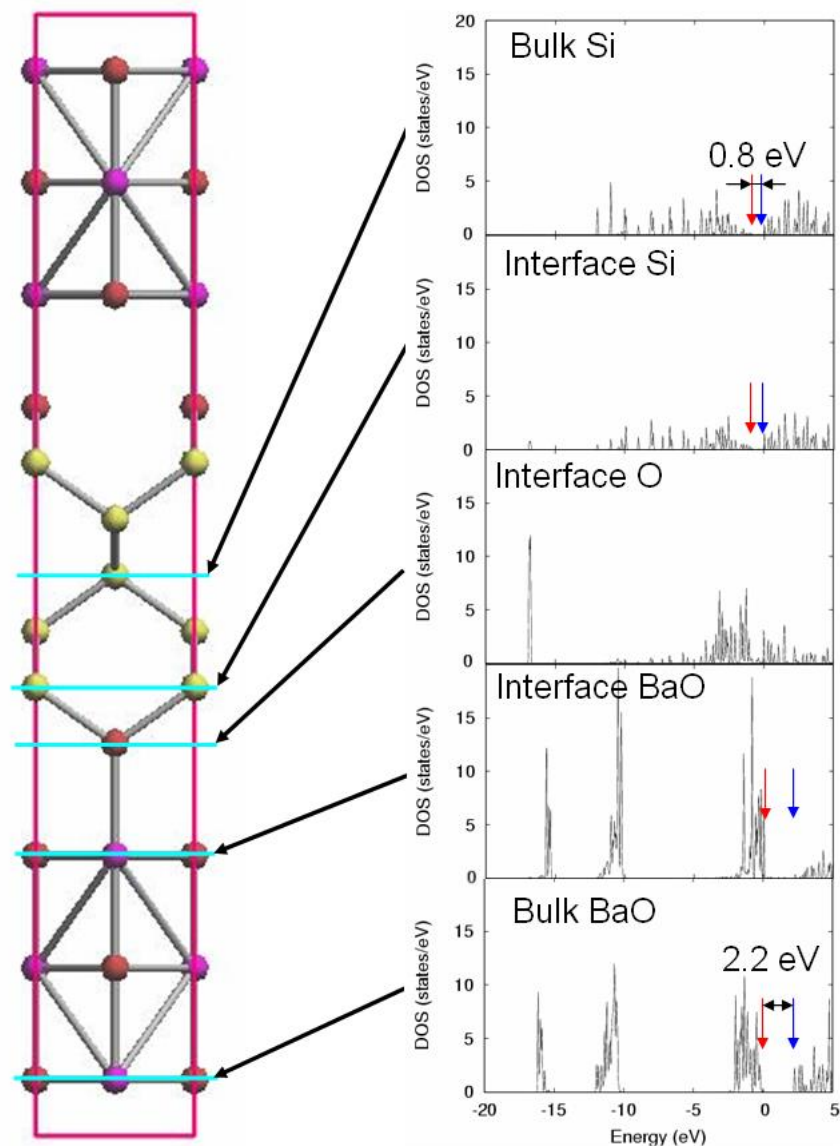 Bulk Si
DOS (states/eV)
20
15
10
5
0
0.8 eV
Interface Si
DOS (states/eV)
15
10
5
0
Interface O
DOS (states/eV)
15
10
5
0
Interface BaO
DOS (states/eV)
15
10
5
0
Bulk BaO
DOS (states/eV)
15
10
5
0
2.2 eV
-20 -15 -10 -5 0 5
Energy (eV)